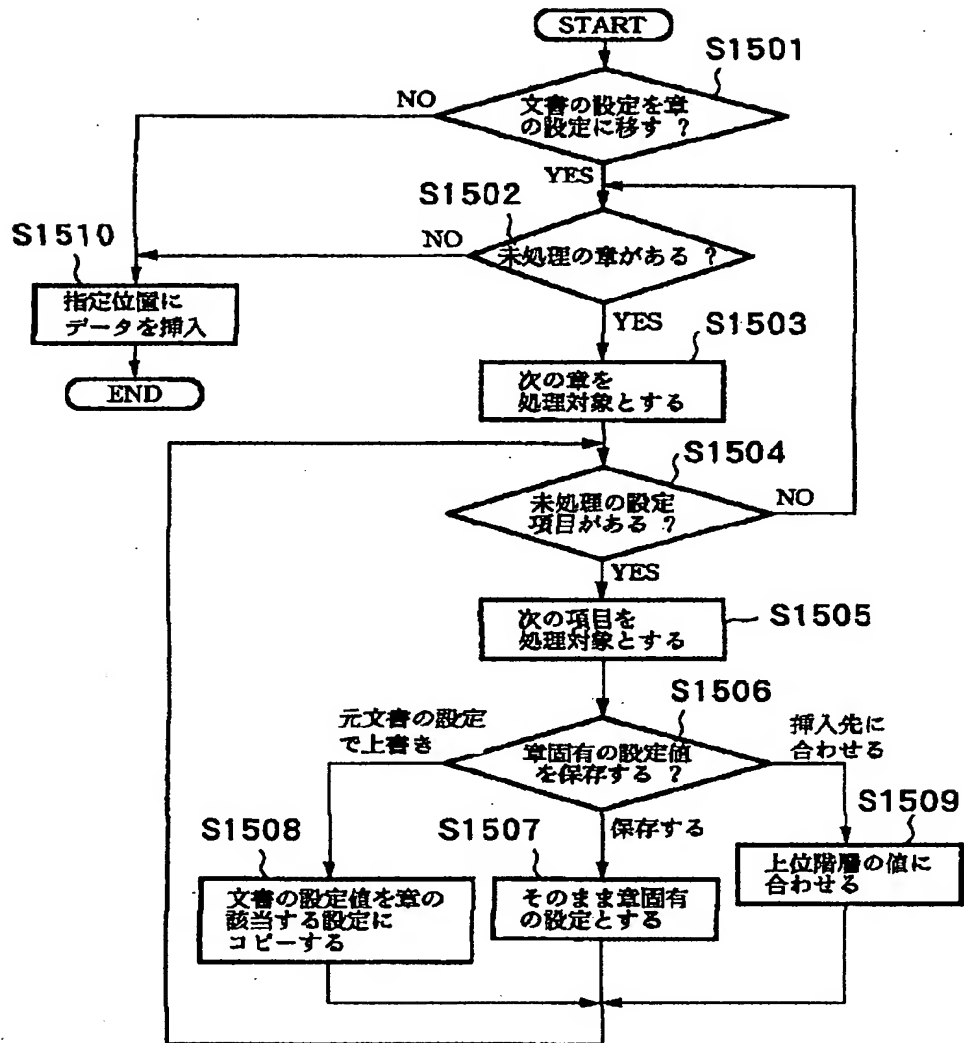 START
S1501
文書の設定を章
の設定に移す ?
NO
YES
S1502
未処理の章がある ?
NO
S1510
指定位置に
データを挿入
END
YES
S1503
次の章を
処理対象とする
S1504
未処理の設定
項目がある ?
NO
YES
次の項目を
処理対象とする
S1505
S1506
元文書の設定
で上書き
章固有の設定値
を保存する ?
挿入先に
合わせる
S1508
S1507
保存する
S1509
文書の設定値を章の
該当する設定に
コピーする
そのまま章固有
の設定とする
上位階層の値に
合わせる